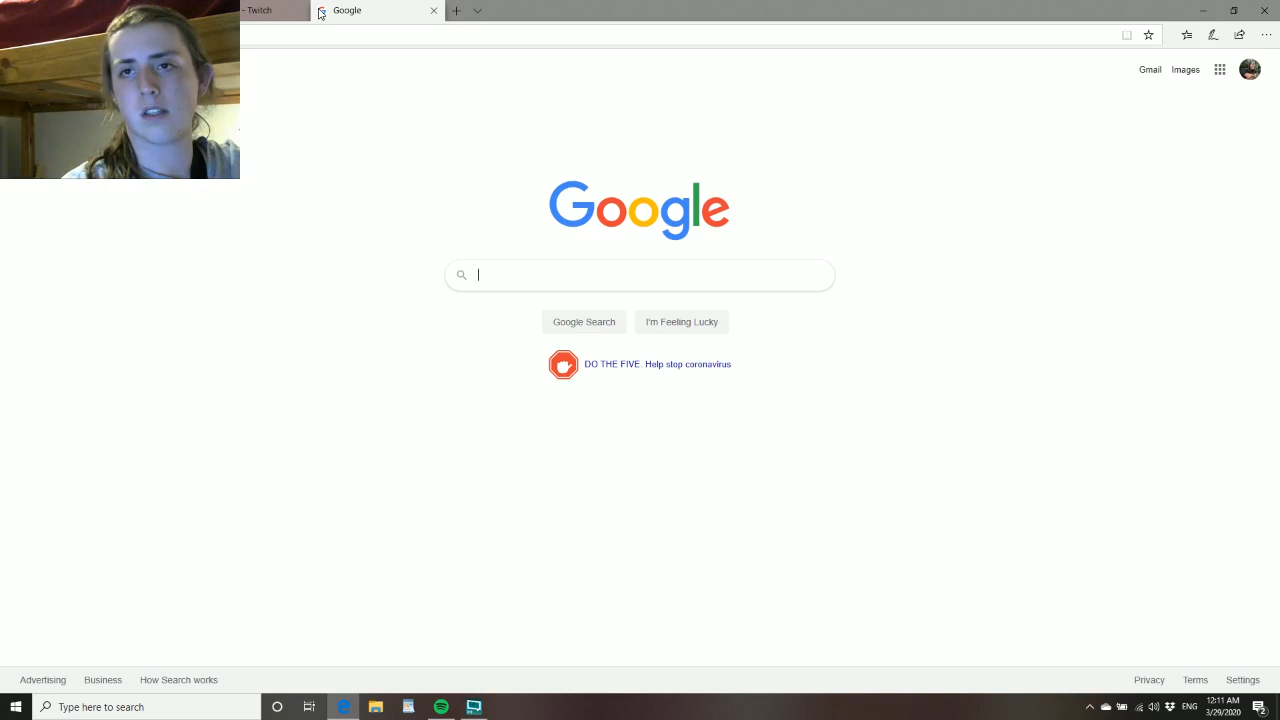 - Twitch
Google
Gmail
Images
Google
Google Search
I'm Feeling Lucky
DO THE FIVE. Help stop coronavirus
Advertising
Business
How Search works
Privacy
Terms
Settings
Type here to search
ENG
12:11 AM
3/29/2020
2